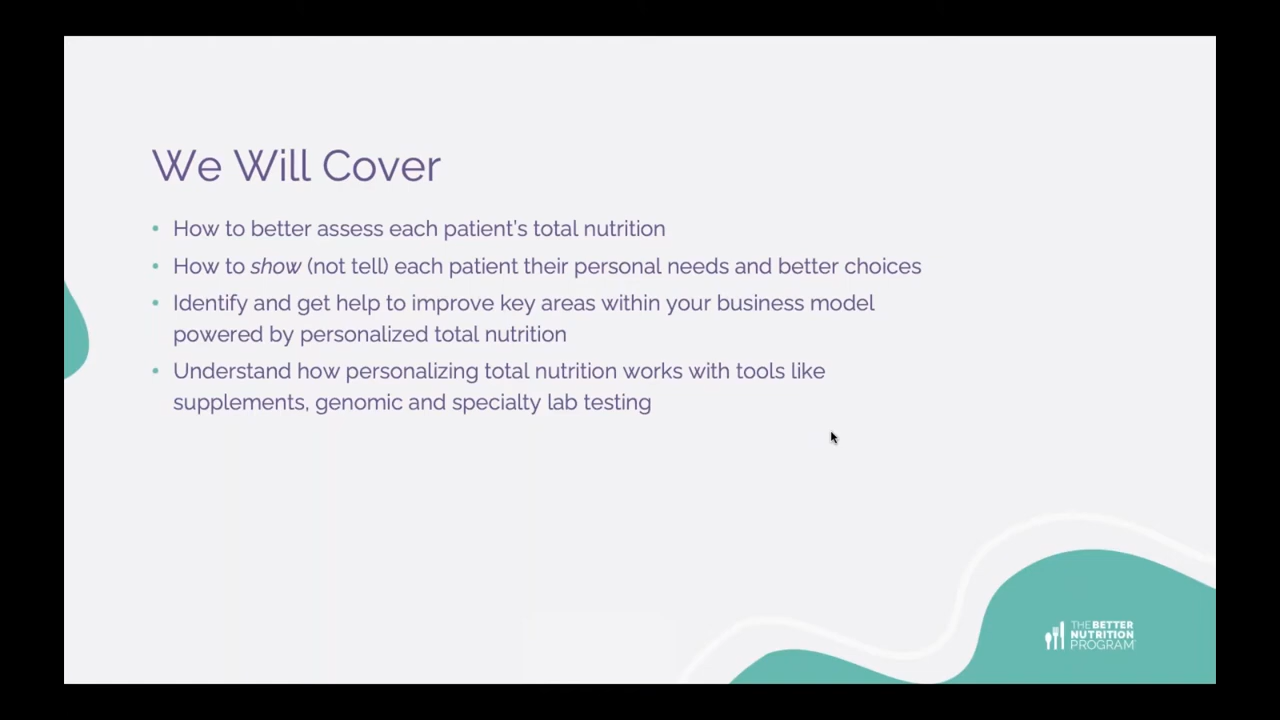 We Will Cover
• How to better assess each patient's total nutrition
• How to show (not tell) each patient their personal needs and better choices
• Identify and get help to improve key areas within your business model
powered by personalized total nutrition
• Understand how personalizing total nutrition works with tools like
supplements, genomic and specialty lab testing
THE BETTER
NUTRITION
PROGRAM